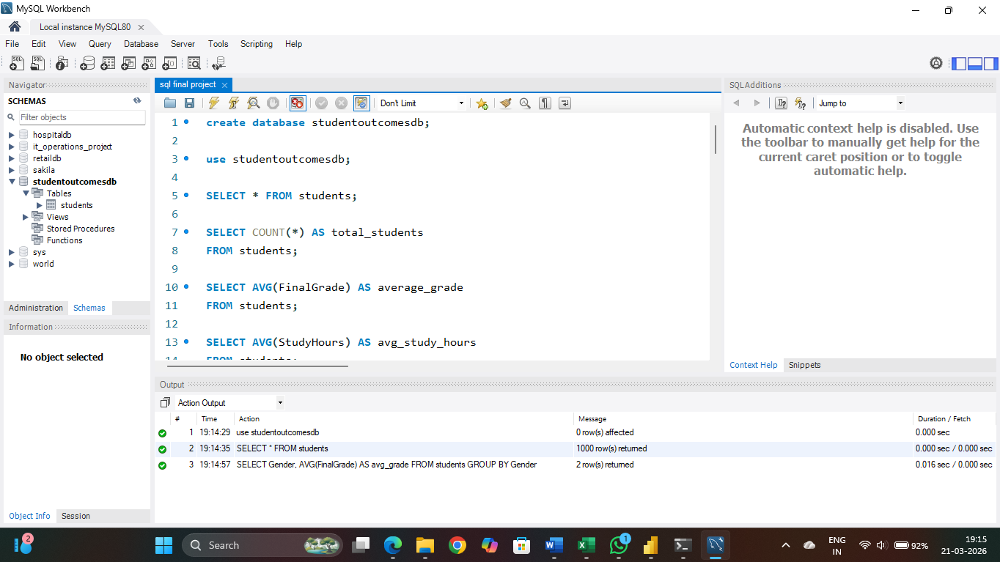 MySQL Workbench
Local instance MySQL80
File Edit View Query Database Server Tools Scripting Help
Navigator
SCHEMAS
Filter objects
hospitaldb
it_operations_project
retaildb
sakila
studentoutcomesdb
Tables
students
Views
Stored Procedures
Functions
sys
world
Administration Schemas
Information
No object selected
Object Info Session
sql final project
Don't Limit
1 create database studentoutcomesdb;
2
3 use studentoutcomesdb;
4
5 SELECT * FROM students;
6
7 SELECT COUNT(*) AS total_students
8 FROM students;
9
10 SELECT AVG(FinalGrade) AS average_grade
11 FROM students;
12
13 SELECT AVG(StudyHours) AS avg_study_hours
14 FROM students;
SQLAdditions
Jump to
Automatic context help is disabled. Use
the toolbar to manually get help for the
current caret position or to toggle
automatic help.
Context Help Snippets
Output
Action Output
# Time Action Message Duration / Fetch
1 19:14:29 use studentoutcomesdb 0 row(s) affected 0.000 sec
2 19:14:35 SELECT * FROM students 1000 row(s) returned 0.000 sec / 0.000 sec
3 19:14:57 SELECT Gender, AVG(FinalGrade) AS avg_grade FROM students GROUP BY Gender 2 row(s) returned 0.016 sec / 0.000 sec
2
Search
1
ENG
IN
92%
19:15
21-03-2026